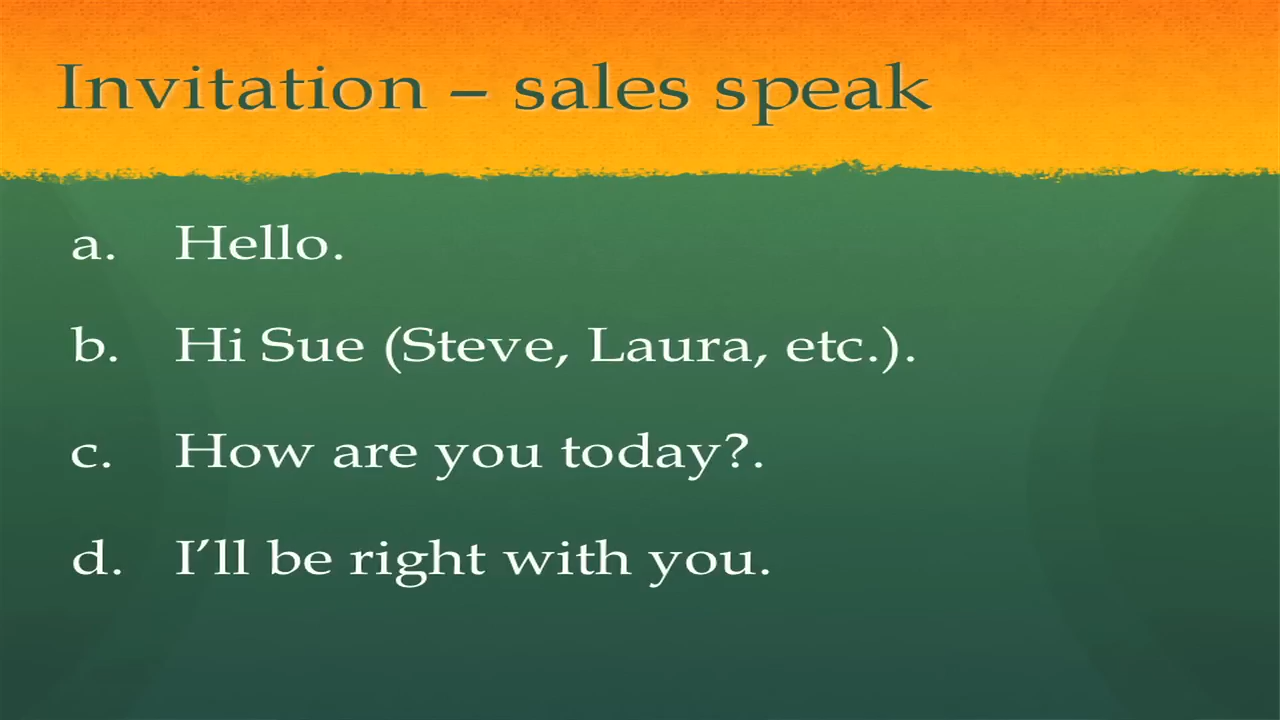 Invitation – sales speak
a. Hello.
b. Hi Sue (Steve, Laura, etc.).
c. How are you today?.
d. I’ll be right with you.